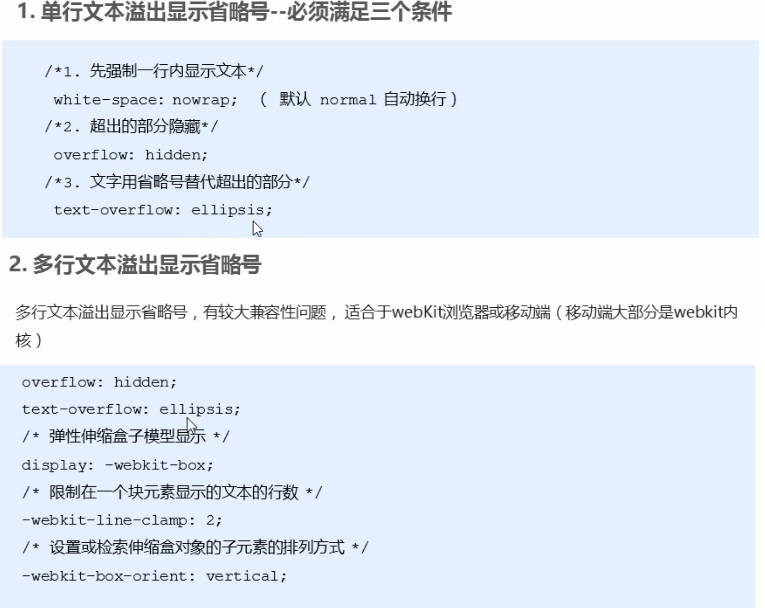 1. 单行文本溢出显示省略号--必须满足三个条件
/*1. 先强制一行内显示文本*/
white-space: nowrap; ( 默认 normal 自动换行)
/*2. 超出的部分隐藏*/
overflow: hidden;
/*3. 文字用省略号替代超出的部分*/
text-overflow: ellipsis;
2. 多行文本溢出显示省略号
多行文本溢出显示省略号，有较大兼容性问题， 适合于webKit浏览器或移动端（移动端大部分是webkit内
核）
overflow: hidden;
text-overflow: ellipsis;
/* 弹性伸缩盒子模型显示 */
display: -webkit-box;
/* 限制在一个块元素显示的文本的行数 */
-webkit-line-clamp: 2;
/* 设置或检索伸缩盒对象的子元素的排列方式 */
-webkit-box-orient: vertical;